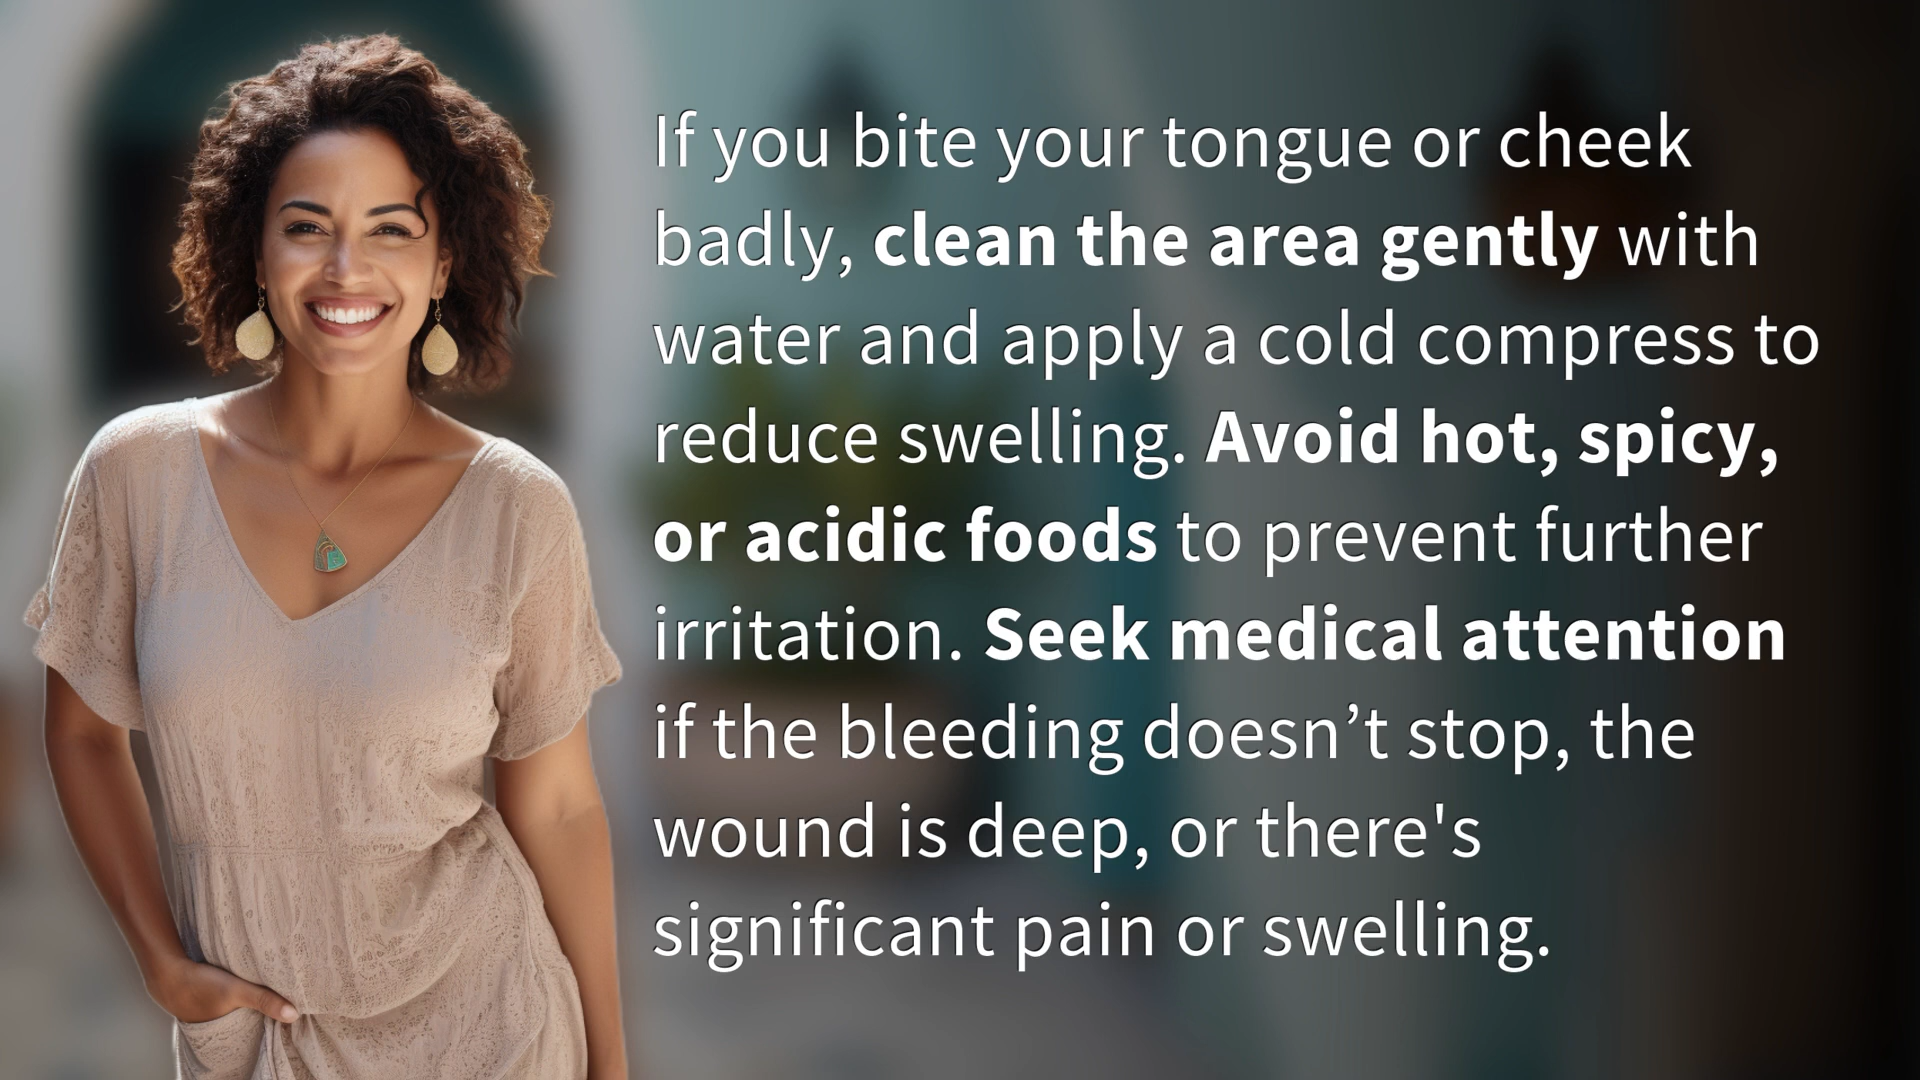 If you bite your tongue or cheek
badly, clean the area gently with
water and apply a cold compress to
reduce swelling. Avoid hot, spicy,
or acidic foods to prevent further
irritation. Seek medical attention
if the bleeding doesn’t stop, the
wound is deep, or there's
significant pain or swelling.